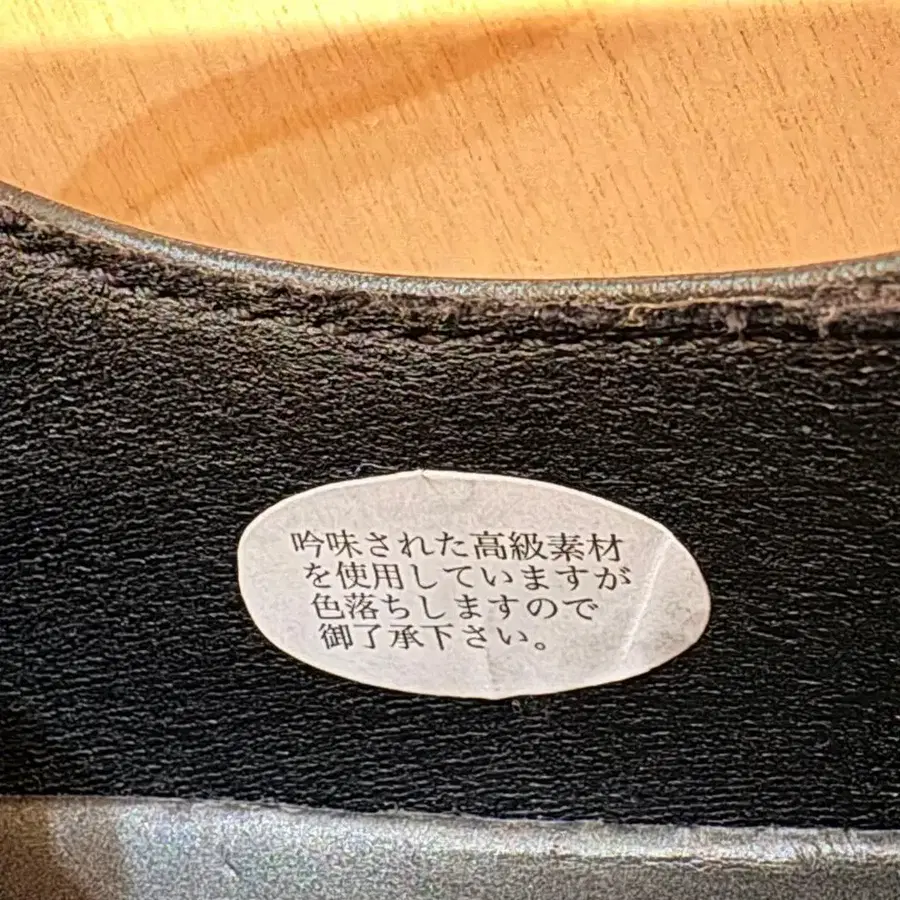 吟味された高級素材
を使用していますが
色落ちしますので
御了承下さい。